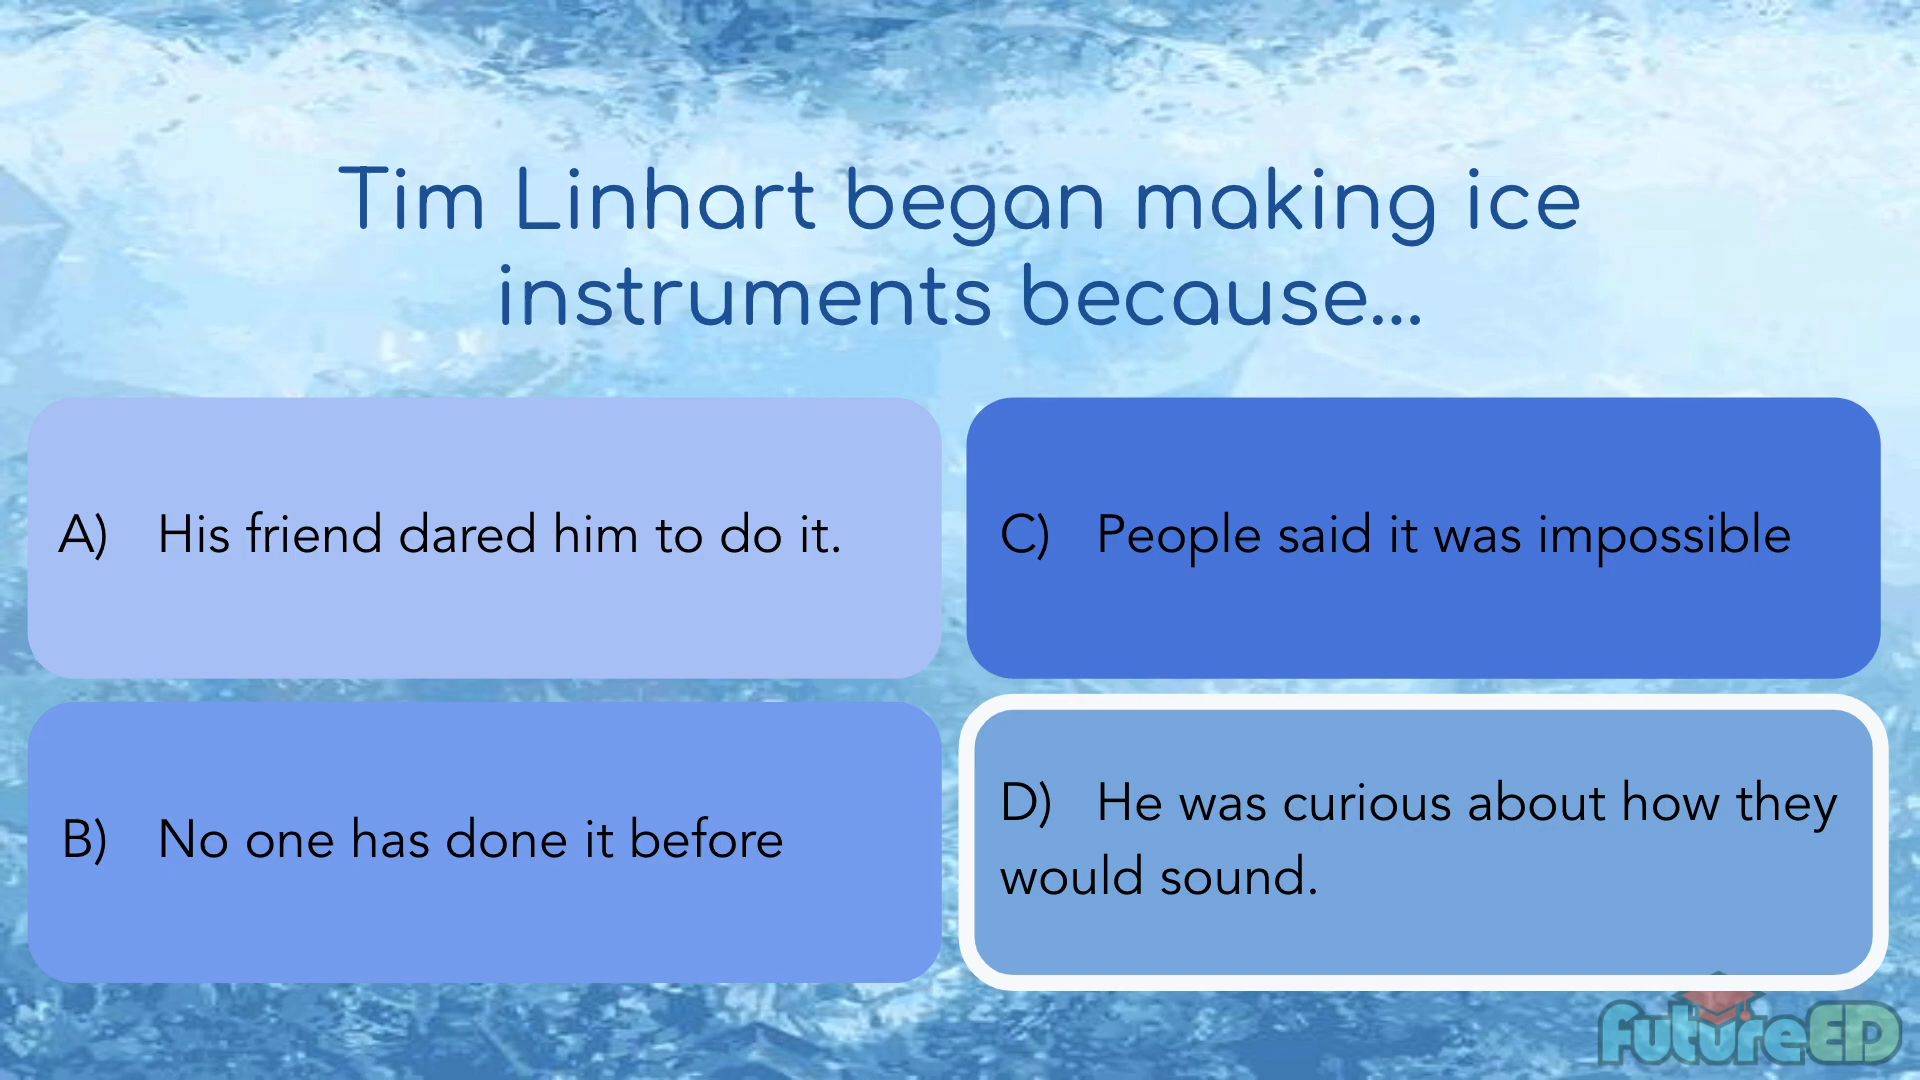 Tim Linhart began making ice
instruments because...
A) His friend dared him to do it.
B) No one has done it before
C) People said it was impossible
D) He was curious about how they
would sound.
futureED